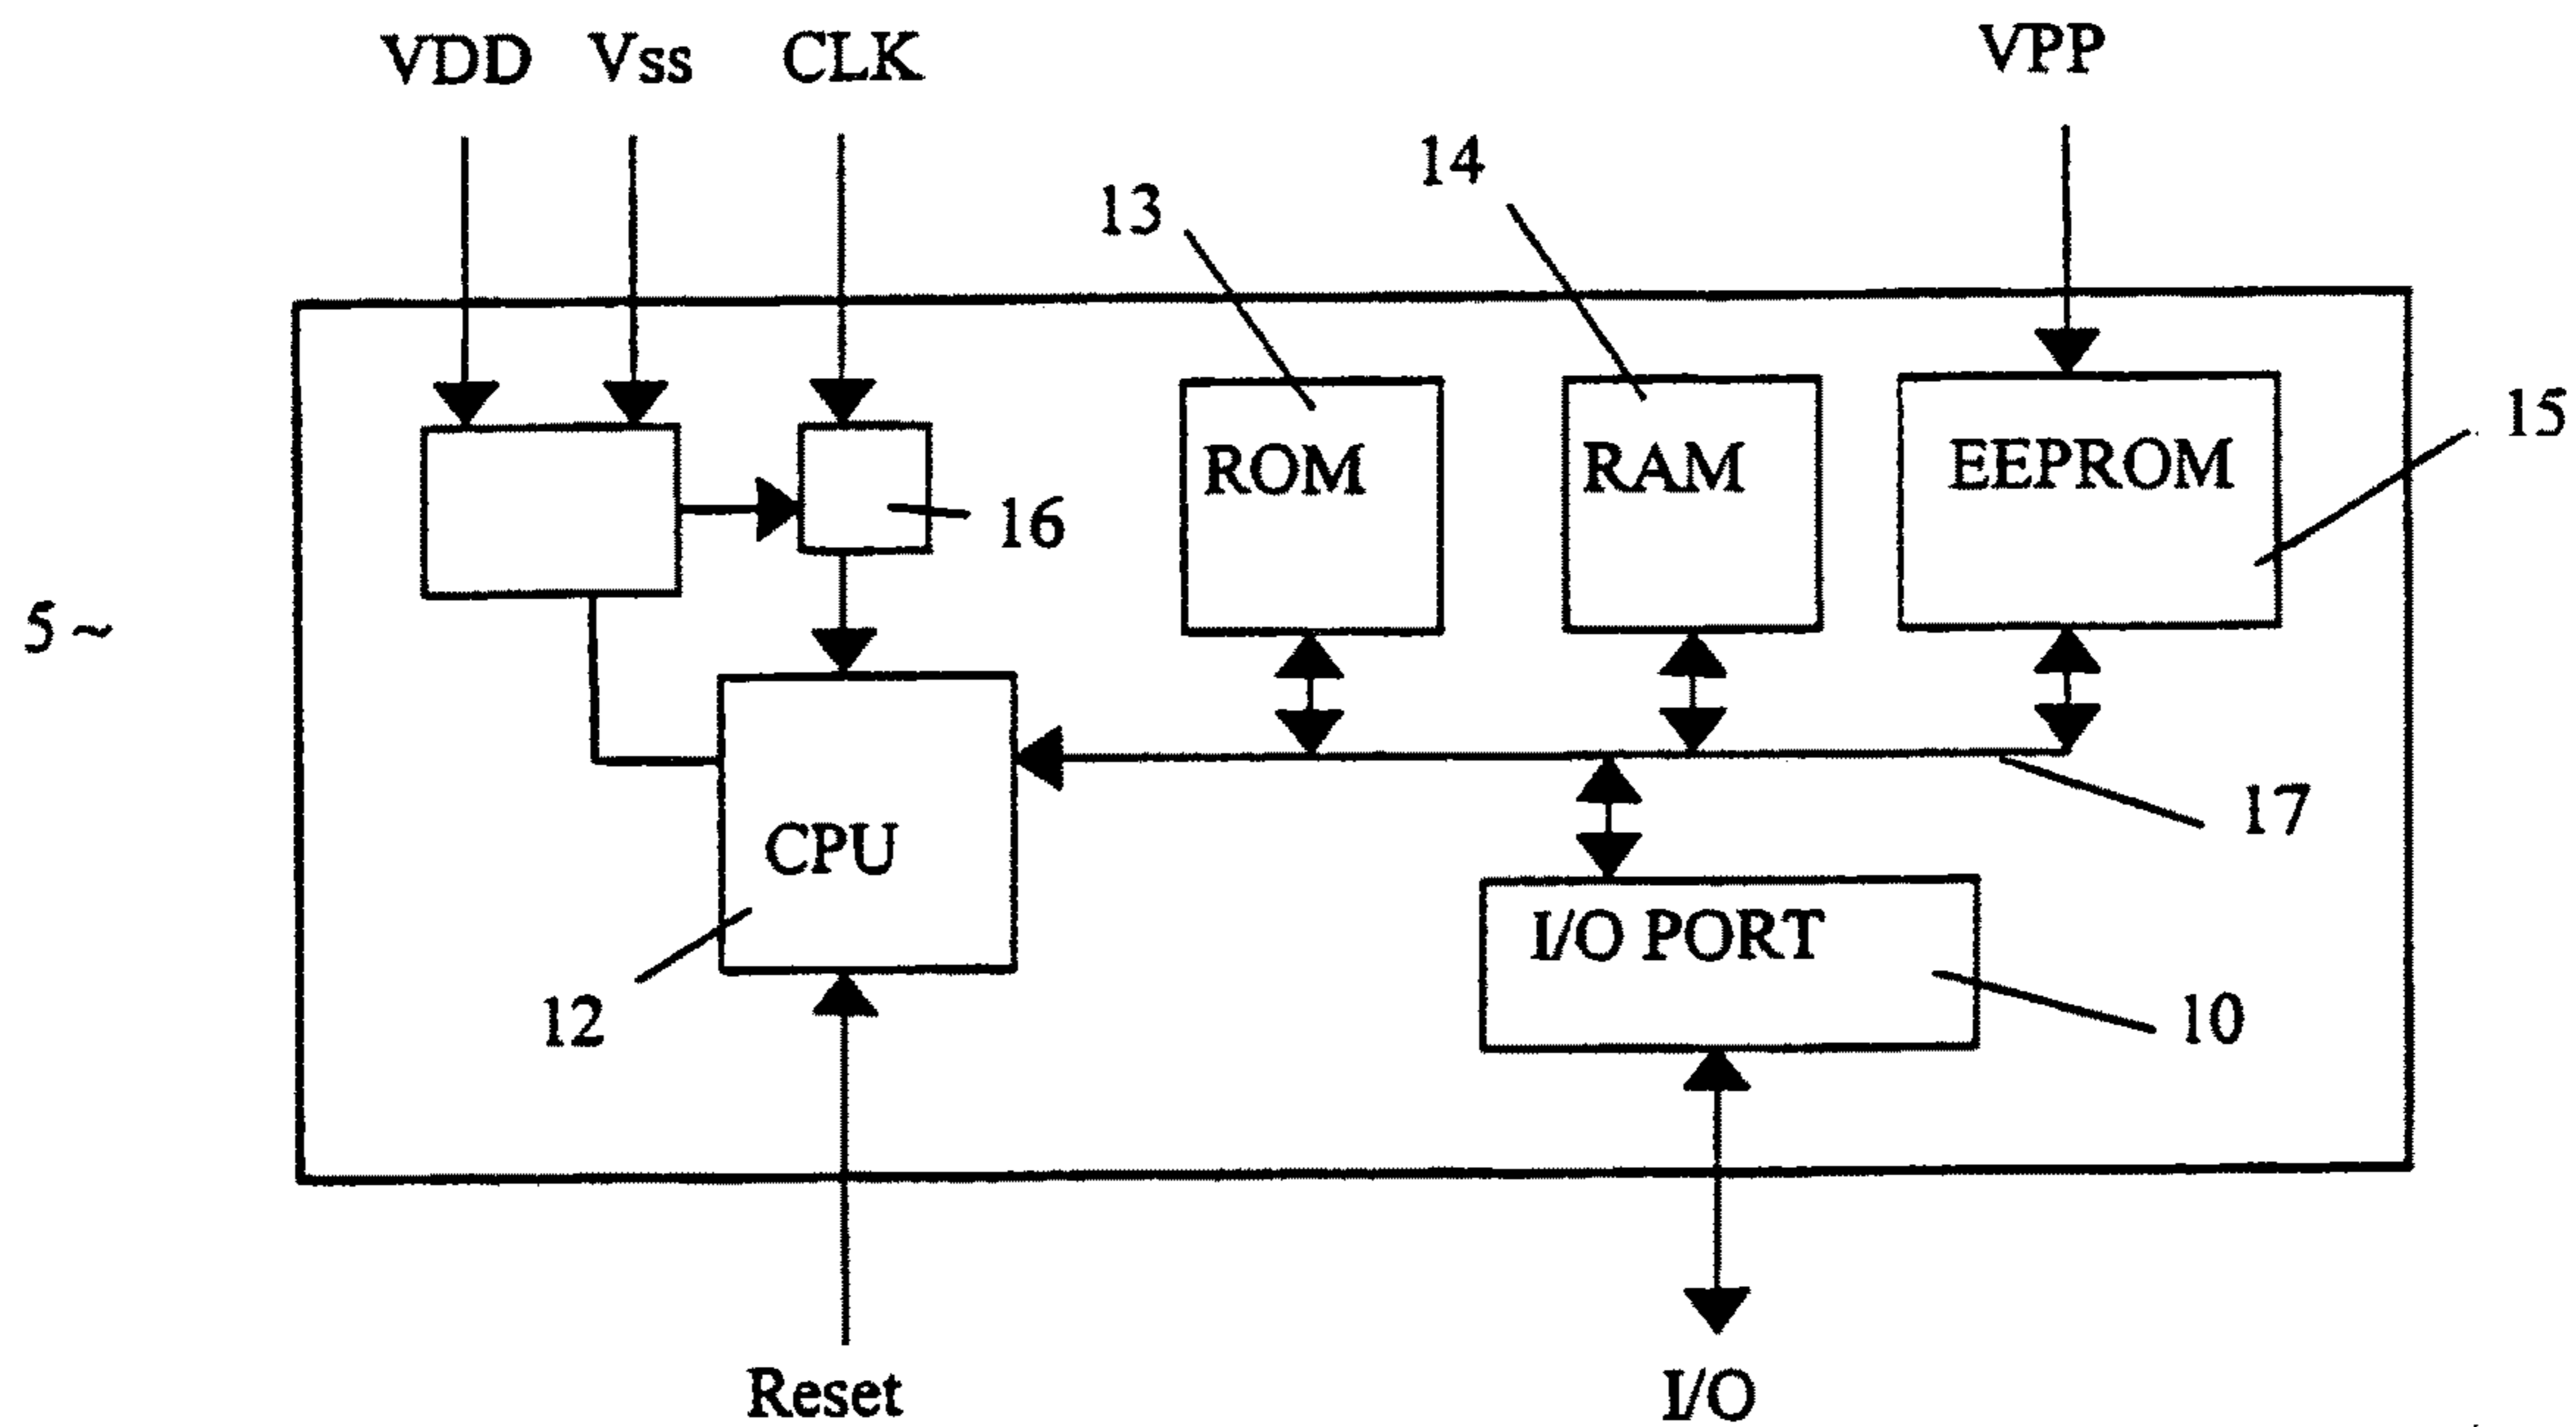 VDD Vss CLK VPP
14
13
15
ROM RAM EEPROM
16
5 ~
17
CPU
I/O PORT
12 10
Reset I/O